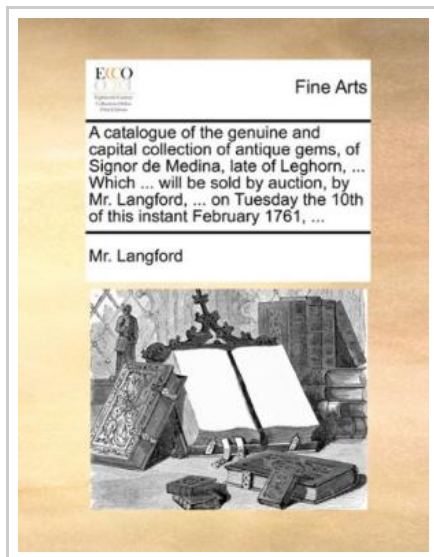 ECCO
Fine Arts
A catalogue of the genuine and
capital collection of antique gems, of
Signor de Medina, late of Leghorn, ...
Which ... will be sold by auction, by
Mr. Langford, ... on Tuesday the 10th
of this instant February 1761, ...
Mr. Langford